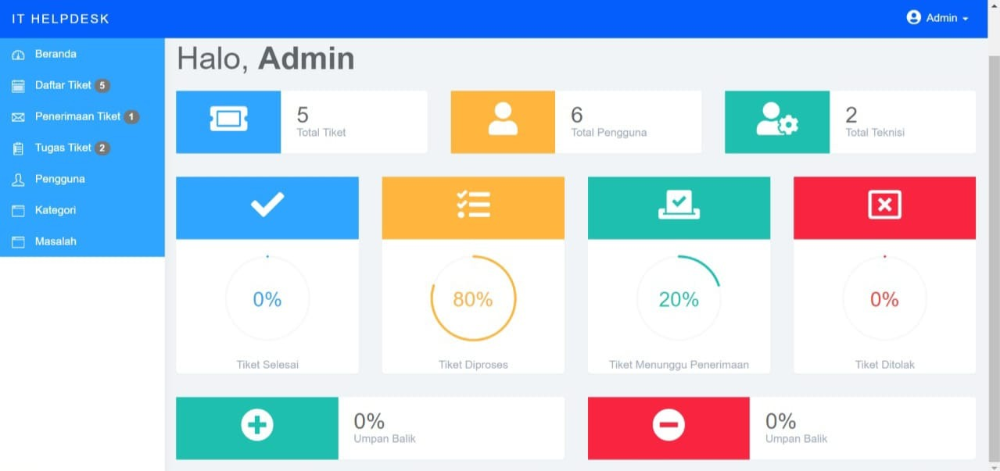 IT HELPDESK
Admin
Beranda
Daftar Tiket 5
Penerimaan Tiket 1
Tugas Tiket 2
Pengguna
Kategori
Masalah
Halo, Admin
5
Total Tiket
6
Total Pengguna
2
Total Teknisi
0%
Tiket Selesai
80%
Tiket Diproses
20%
Tiket Menunggu Penerimaan
0%
Tiket Ditolak
0%
Umpan Balik
0%
Umpan Balik